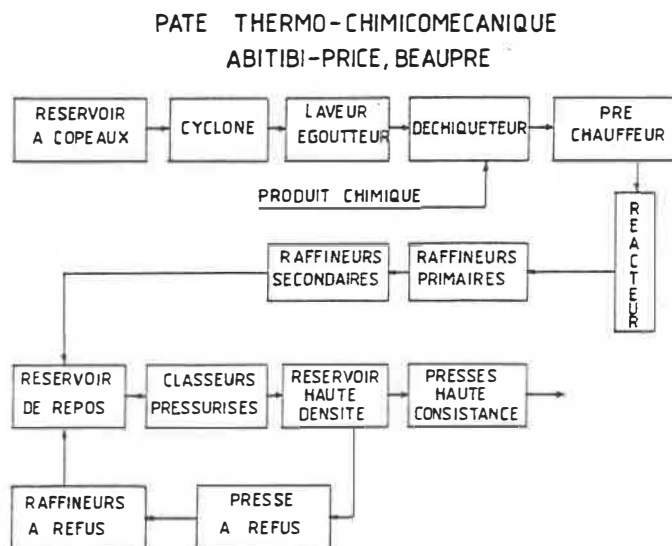 PATE THERMO-CHIMICOMECANIQUE
ABITIBI-PRICE, BEAUPRE
RESERVOIR
A COPEAUX
CYCLONE
LAVEUR
EGOUTTEUR
DECHIQUETEUR
PRE
CHAUFFEUR
PRODUIT CHIMIQUE
REACTEUR
RAFFINEURS
PRIMAIRES
RAFFINEURS
SECONDAIRES
RESERVOIR
DE REPOS
CLASSEURS
PRESSURISES
RESERVOIR
HAUTE
DENSITE
PRESSES
HAUTE
CONSISTANCE
PRESSE
A REFUS
RAFFINEURS
A REFUS